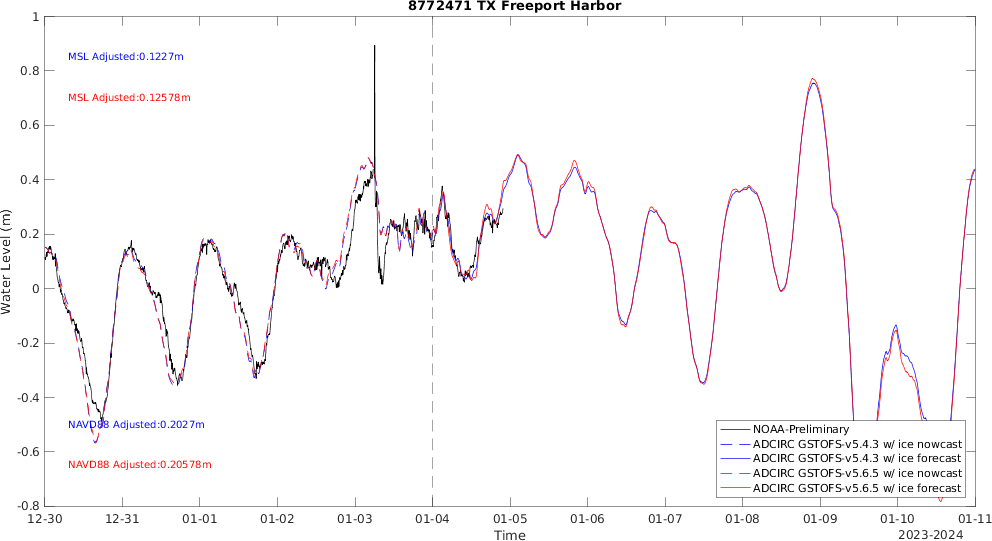 8772471 TX Freeport Harbor
1
0.8
0.6
0.4
0.2
0
-0.2
-0.4
-0.6
-0.8
Water Level (m)
MSL Adjusted:0.1227m
MSL Adjusted:0.12578m
NAVD88 Adjusted:0.2027m
NAVD88 Adjusted:0.20578m
NOAA-Preliminary
ADCIRC GSTOFS-v5.4.3 w/ ice nowcast
ADCIRC GSTOFS-v5.4.3 w/ ice forecast
ADCIRC GSTOFS-v5.6.5 w/ ice nowcast
ADCIRC GSTOFS-v5.6.5 w/ ice forecast
12-30 12-31 01-01 01-02 01-03 01-04 01-05 01-06 01-07 01-08 01-09 01-10 01-11
Time
2023-2024